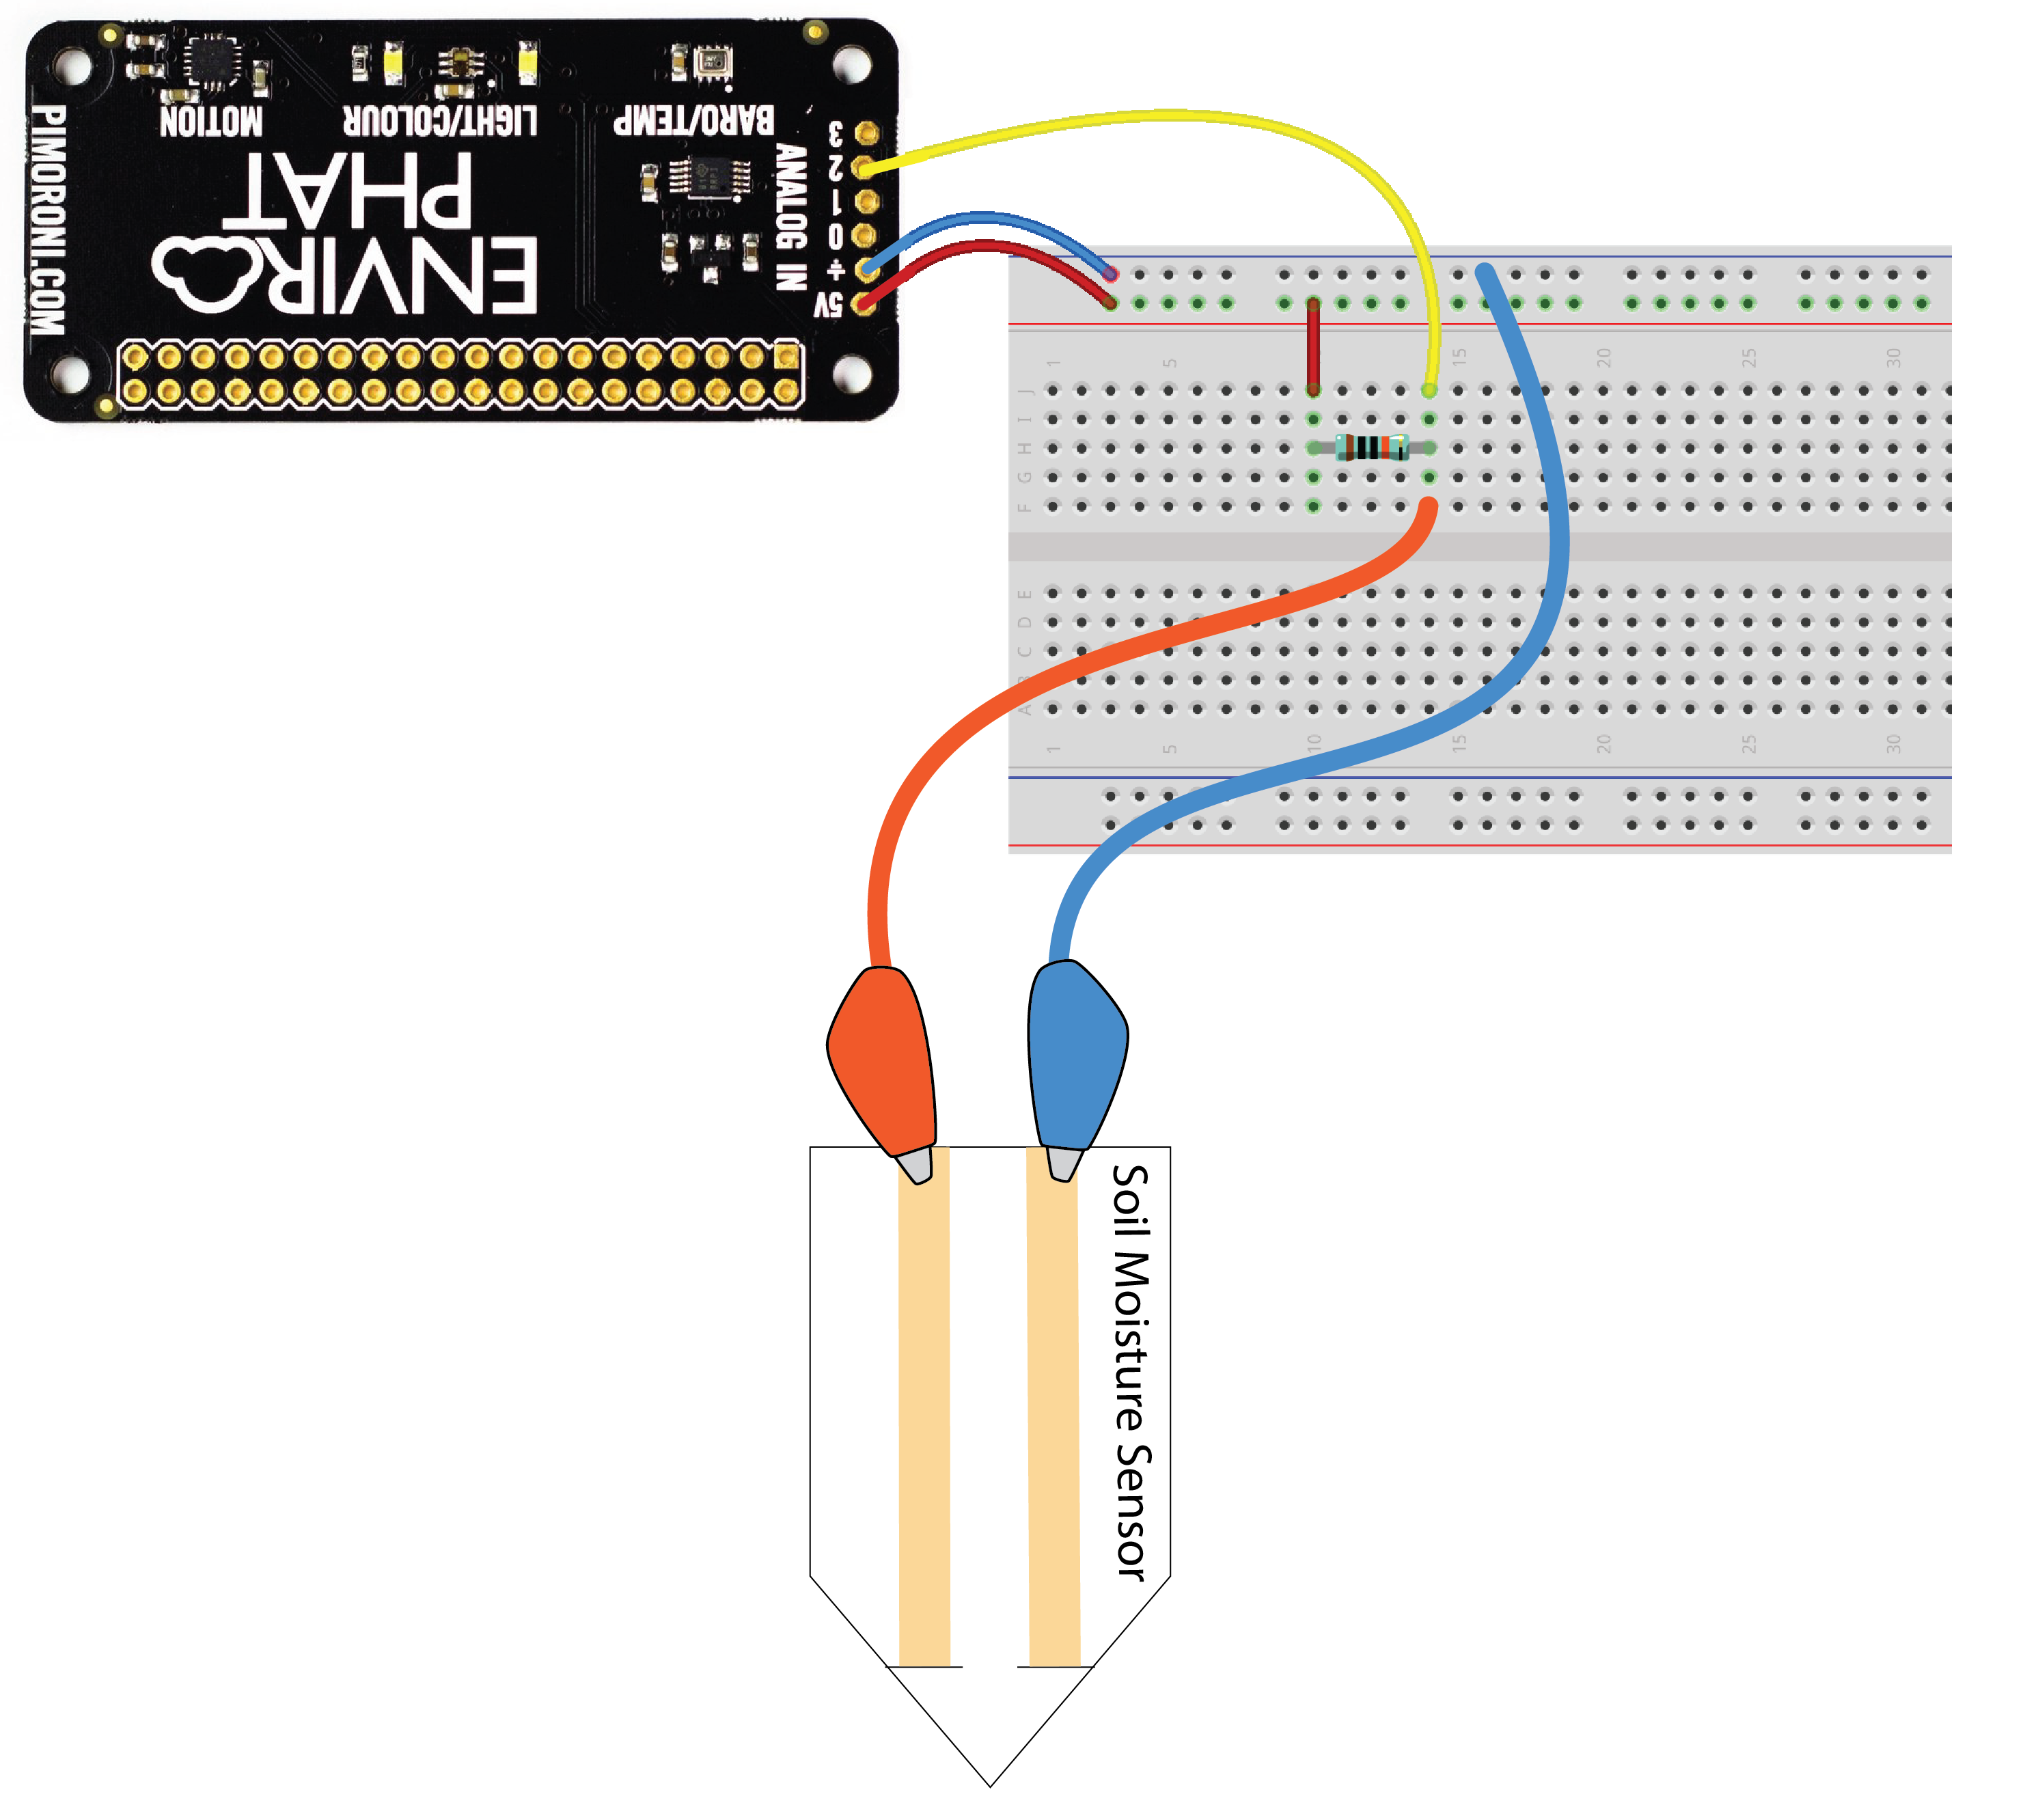 PIMORONI.COM
MOTION
LIGHT/COLOUR
BARO/TEMP
ENVIRO
PHAT
ANALOG IN
3
2
1
0
5V
1
5
15
20
25
30
J
I
H
G
F
E
D
C
B
A
1
5
10
15
20
25
30
Soil Moisture Sensor